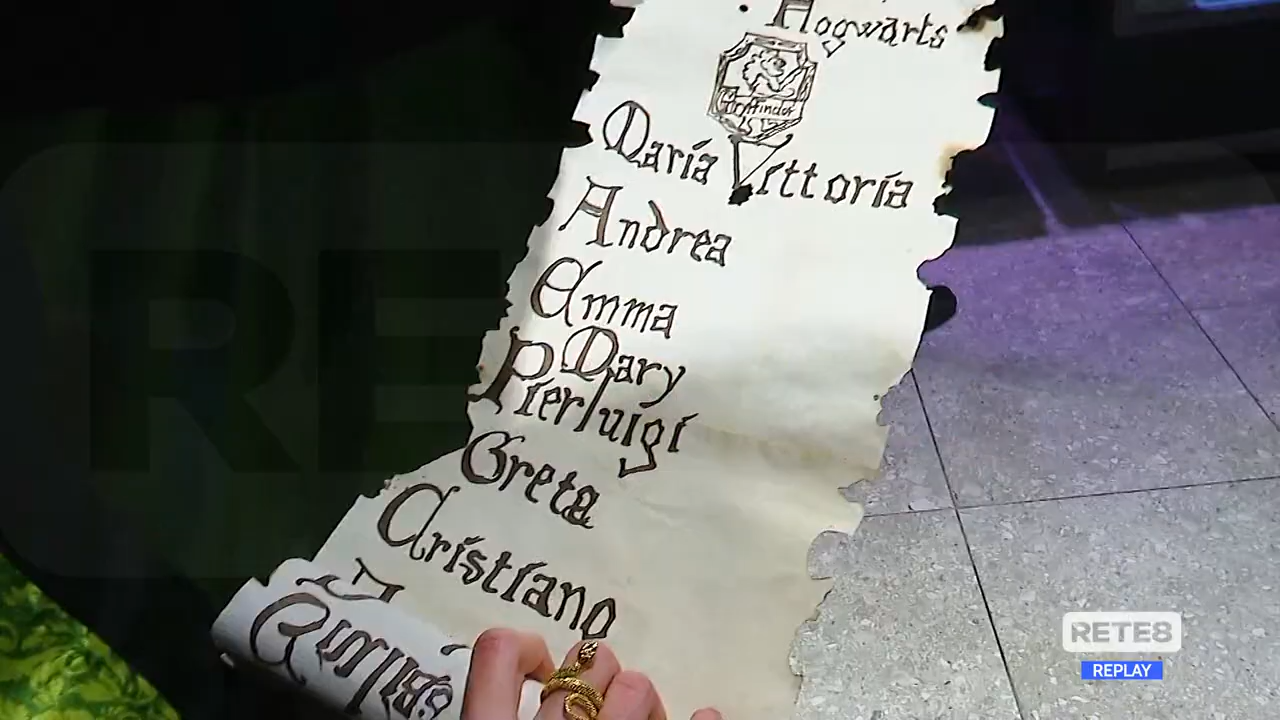 Hogwarts
Gryffindor
Maria Vittoria
Andrea
Emma
Dary
Pierluigi
Greta
Cristiano
RETE8
REPLAY